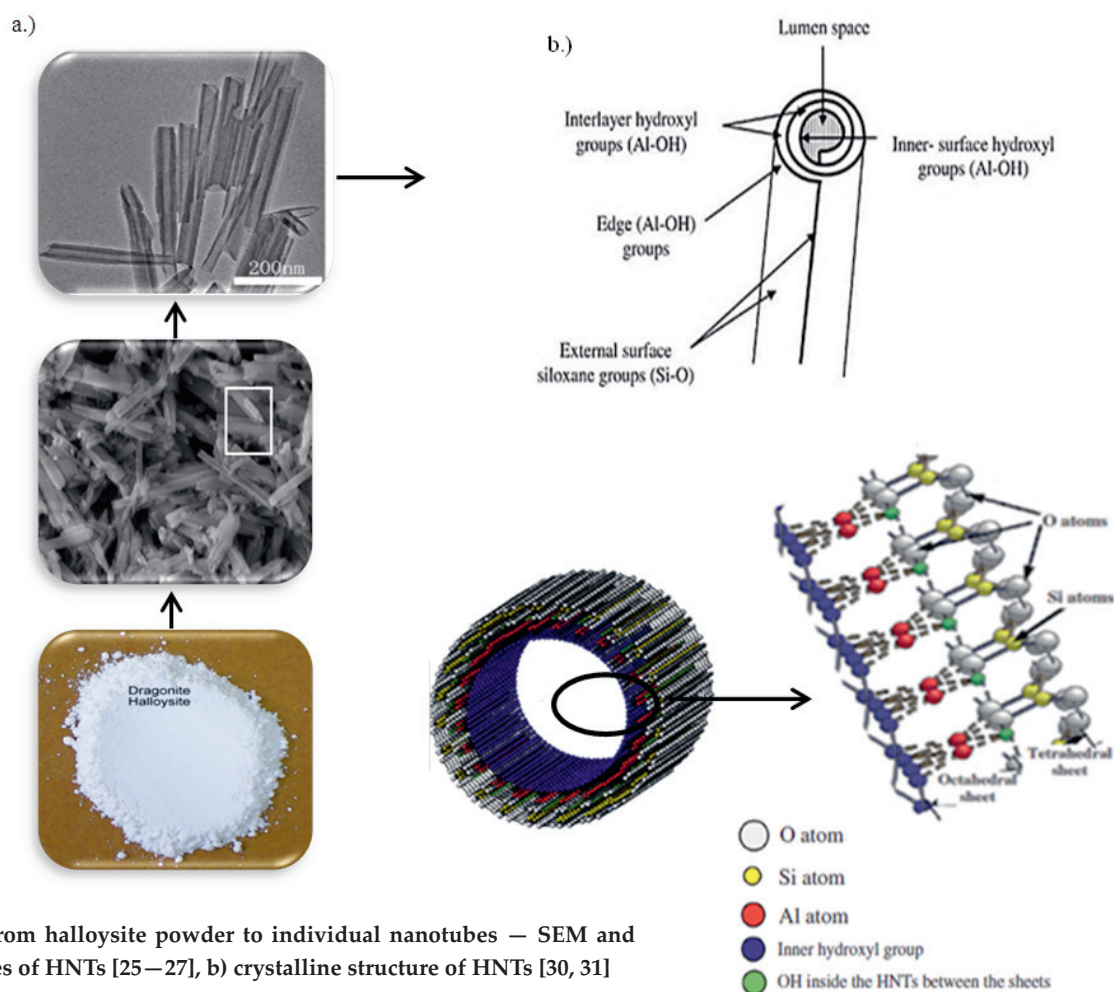 a.)
b.)
Lumen space
Interlayer hydroxyl
groups (Al-OH)
Inner- surface hydroxyl
groups (Al-OH)
Edge (Al-OH)
groups
External surface
siloxane groups (Si-O)
200nm
Dragonite
Halloysite
O atoms
Si atoms
Tetrahedral
sheet
Octahedral
sheet
O atom
Si atom
Al atom
Inner hydroxyl group
OH inside the HNTs between the sheets
rom halloysite powder to individual nanotubes — SEM and
es of HNTs [25—27], b) crystalline structure of HNTs [30, 31]